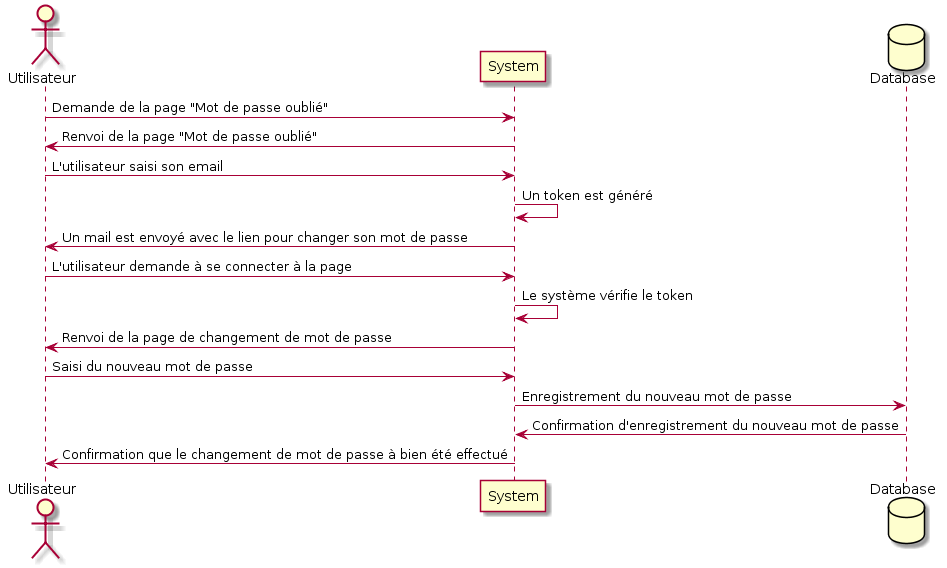 Utilisateur
System
Database
Demande de la page "Mot de passe oublié"
Renvoi de la page "Mot de passe oublié"
L'utilisateur saisi son email
Un token est généré
Un mail est envoyé avec le lien pour changer son mot de passe
L'utilisateur demande à se connecter à la page
Le système vérifie le token
Renvoi de la page de changement de mot de passe
Saisi du nouveau mot de passe
Enregistrement du nouveau mot de passe
Confirmation d'enregistrement du nouveau mot de passe
Confirmation que le changement de mot de passe à bien été effectué
Utilisateur
System
Database